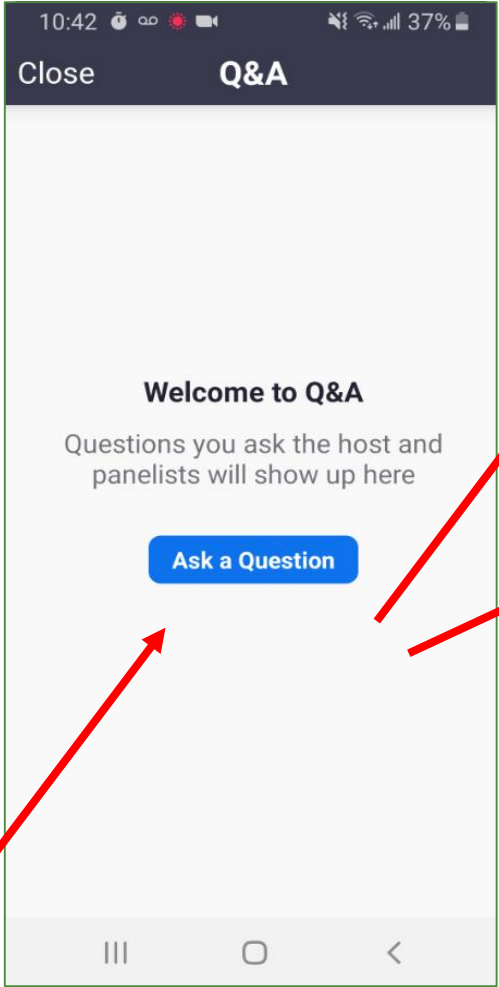 10:42 37%
Close Q&A
Welcome to Q&A
Questions you ask the host and
panelists will show up here
Ask a Question